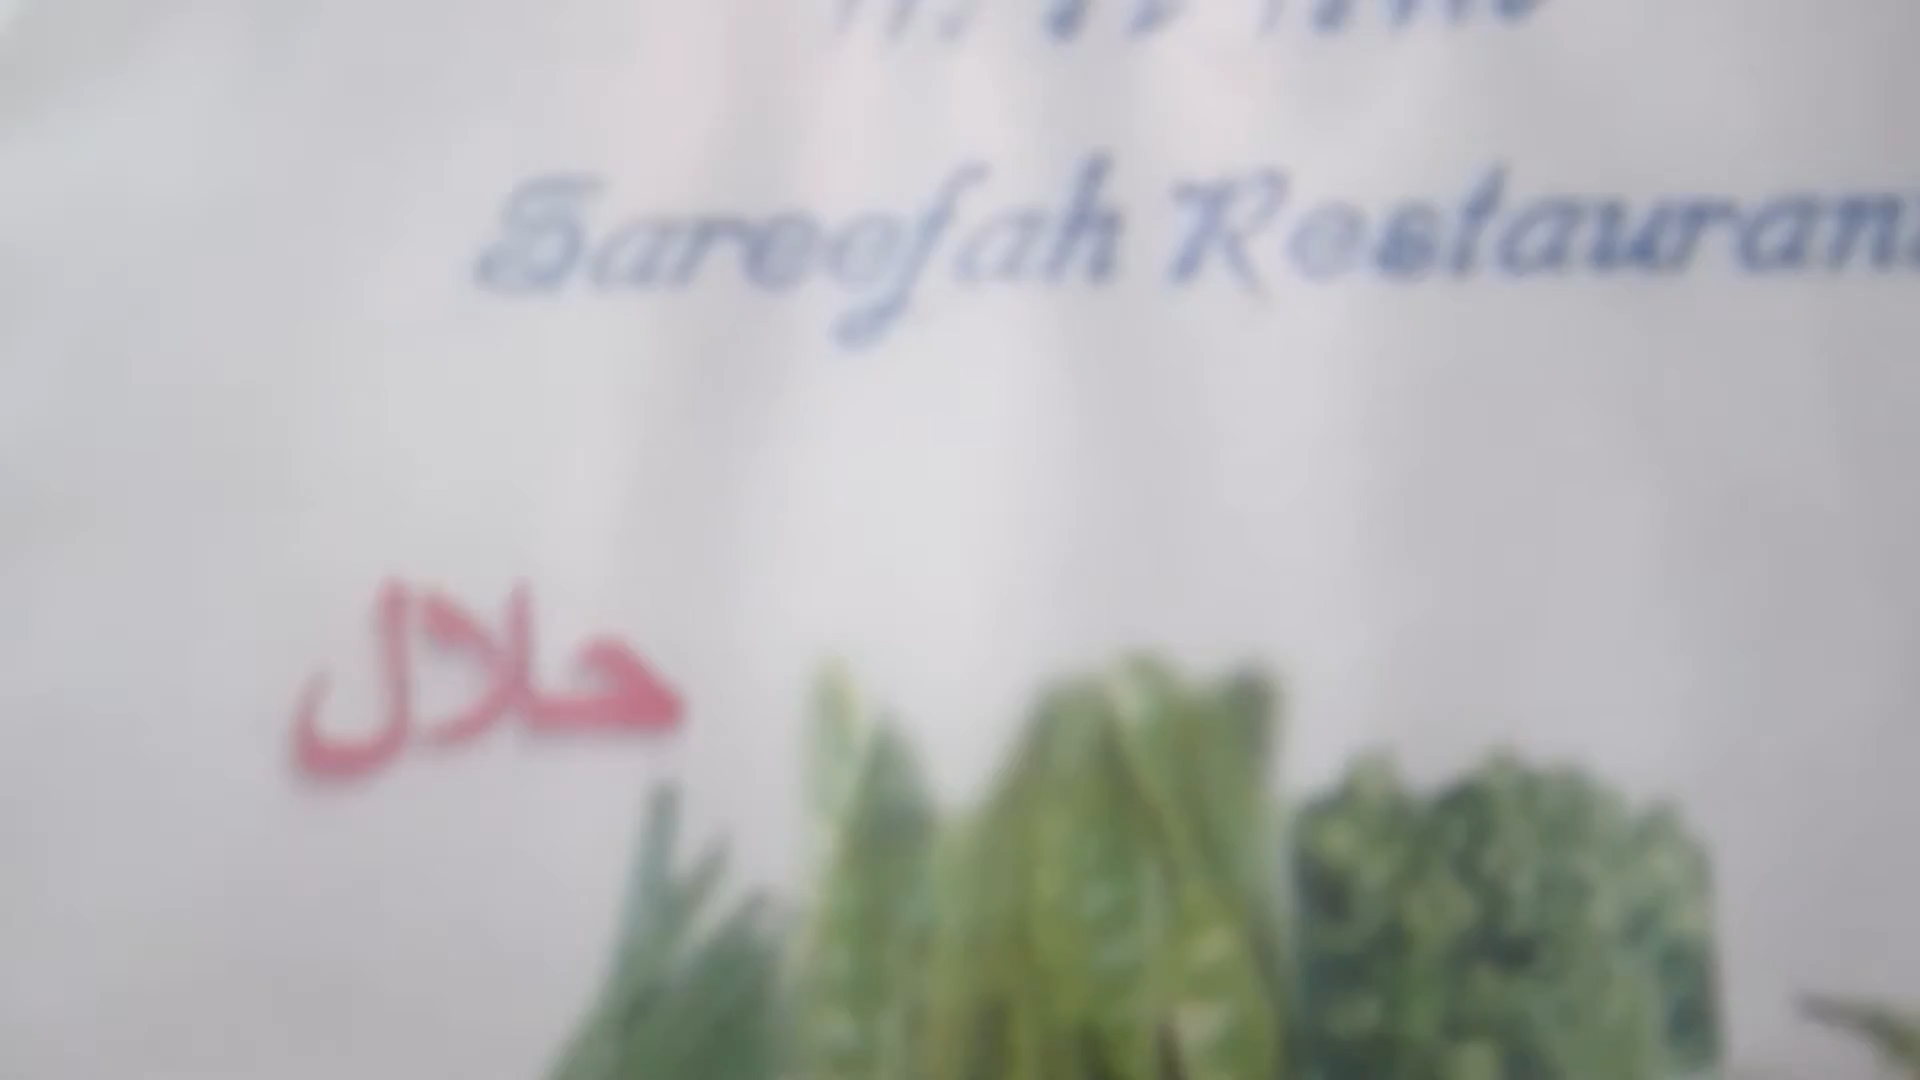 Sareefah Restaurant
حلال